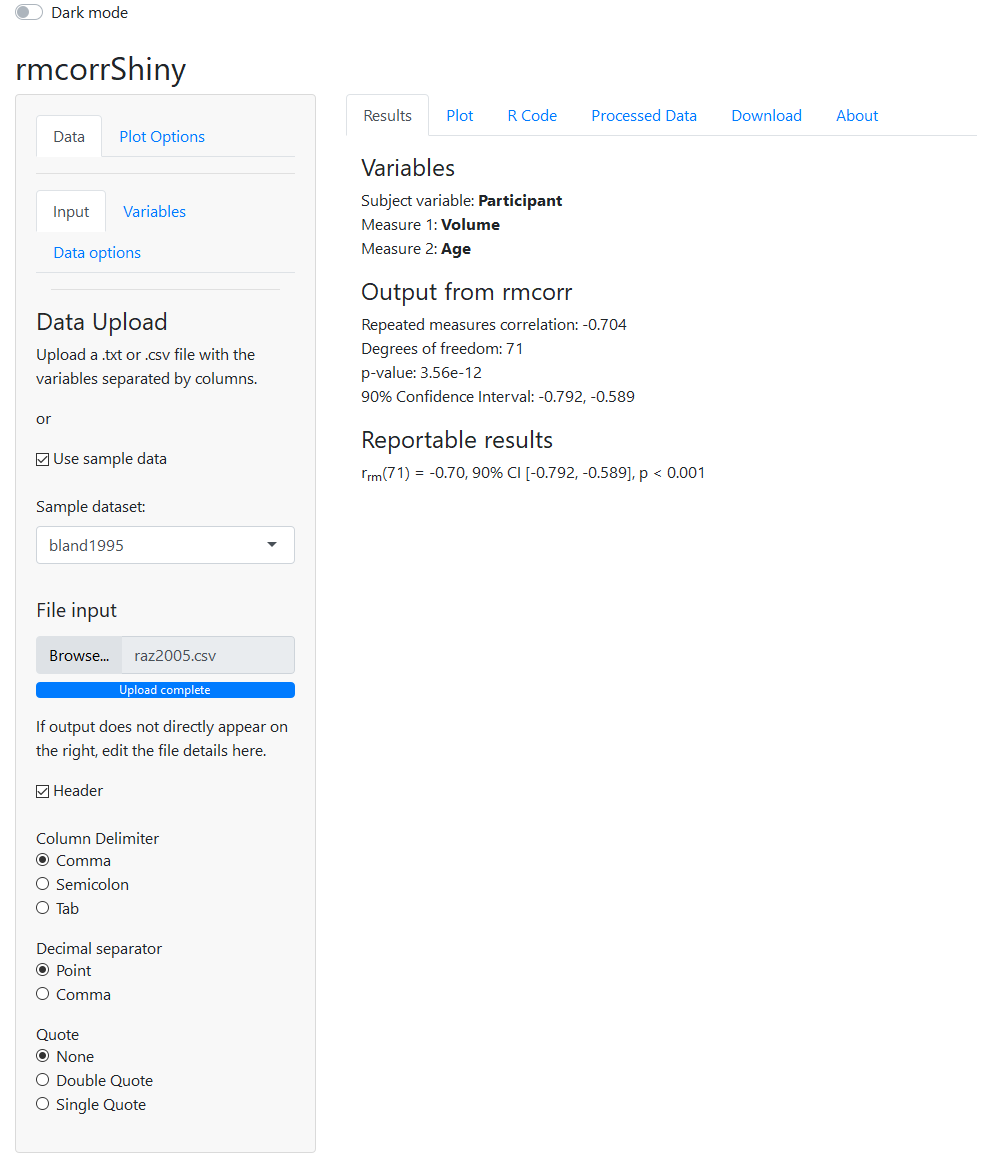 Dark mode
rmcorrShiny
Data
Plot Options
Input
Variables
Data options
Data Upload
Upload a .txt or .csv file with the
variables separated by columns.
or
Use sample data
Sample dataset:
bland1995
File input
Browse...
raz2005.csv
Upload complete
If output does not directly appear on
the right, edit the file details here.
Header
Column Delimiter
Comma
Semicolon
Tab
Decimal separator
Point
Comma
Quote
None
Double Quote
Single Quote
Results
Plot
R Code
Processed Data
Download
About
Variables
Subject variable: Participant
Measure 1: Volume
Measure 2: Age
Output from rmcorr
Repeated measures correlation: -0.704
Degrees of freedom: 71
p-value: 3.56e-12
90% Confidence Interval: -0.792, -0.589
Reportable results
rrm(71) = -0.70, 90% CI [-0.792, -0.589], p < 0.001